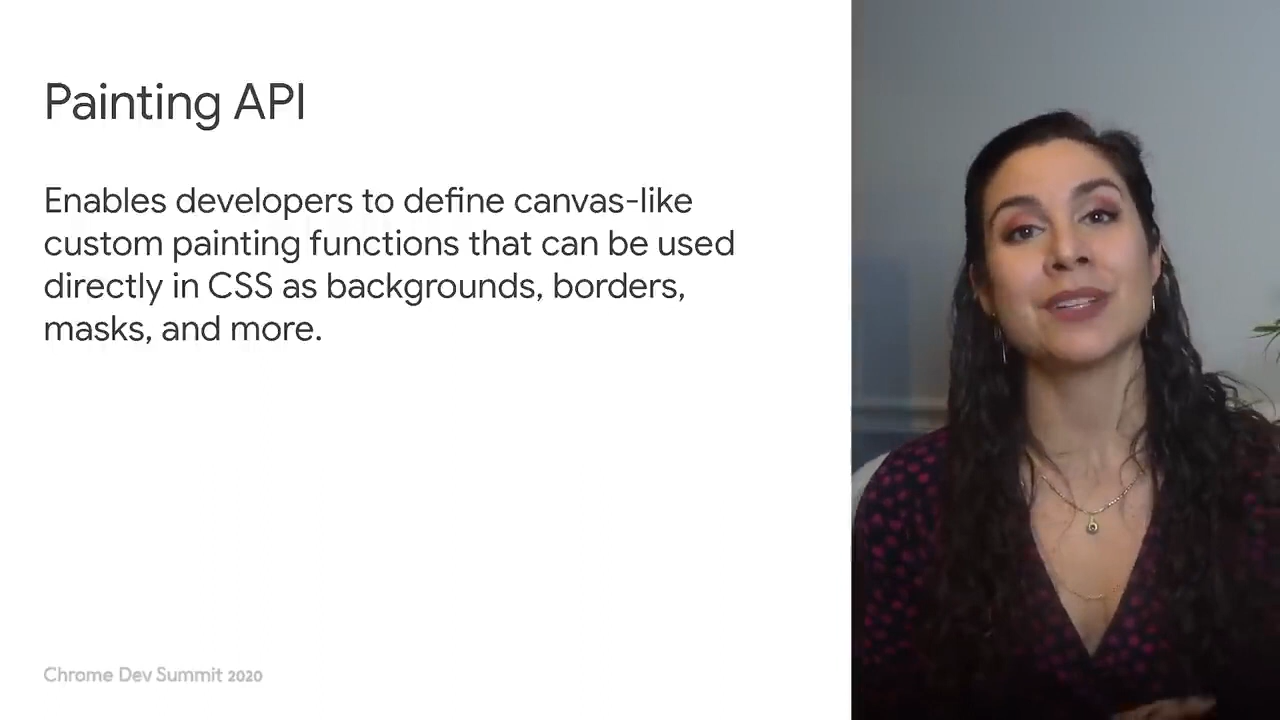 Painting API
Enables developers to define canvas-like
custom painting functions that can be used
directly in CSS as backgrounds, borders,
masks, and more.
Chrome Dev Summit 2020